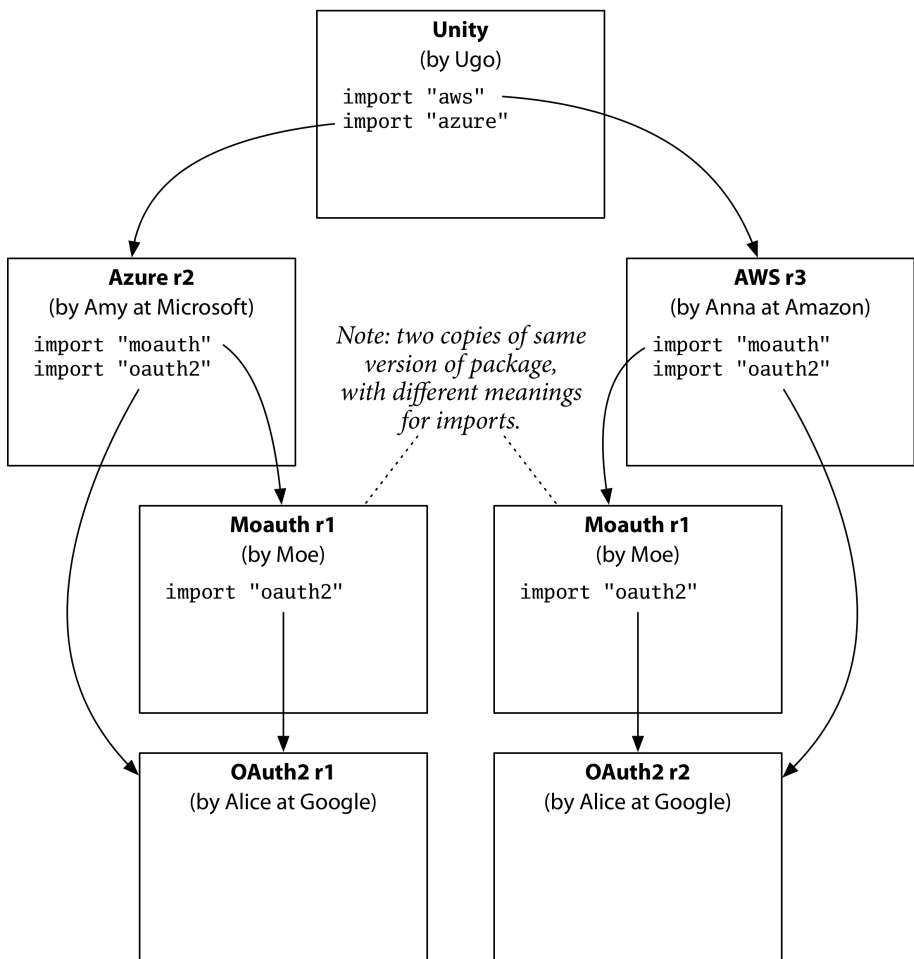 Unity
(by Ugo)
import "aws"
import "azure"
Azure r2
(by Amy at Microsoft)
import "moauth"
import "oauth2"
Note: two copies of same
version of package,
with different meanings
for imports.
AWS r3
(by Anna at Amazon)
import "moauth"
import "oauth2"
Moauth r1
(by Moe)
import "oauth2"
Moauth r1
(by Moe)
import "oauth2"
OAuth2 r1
(by Alice at Google)
OAuth2 r2
(by Alice at Google)